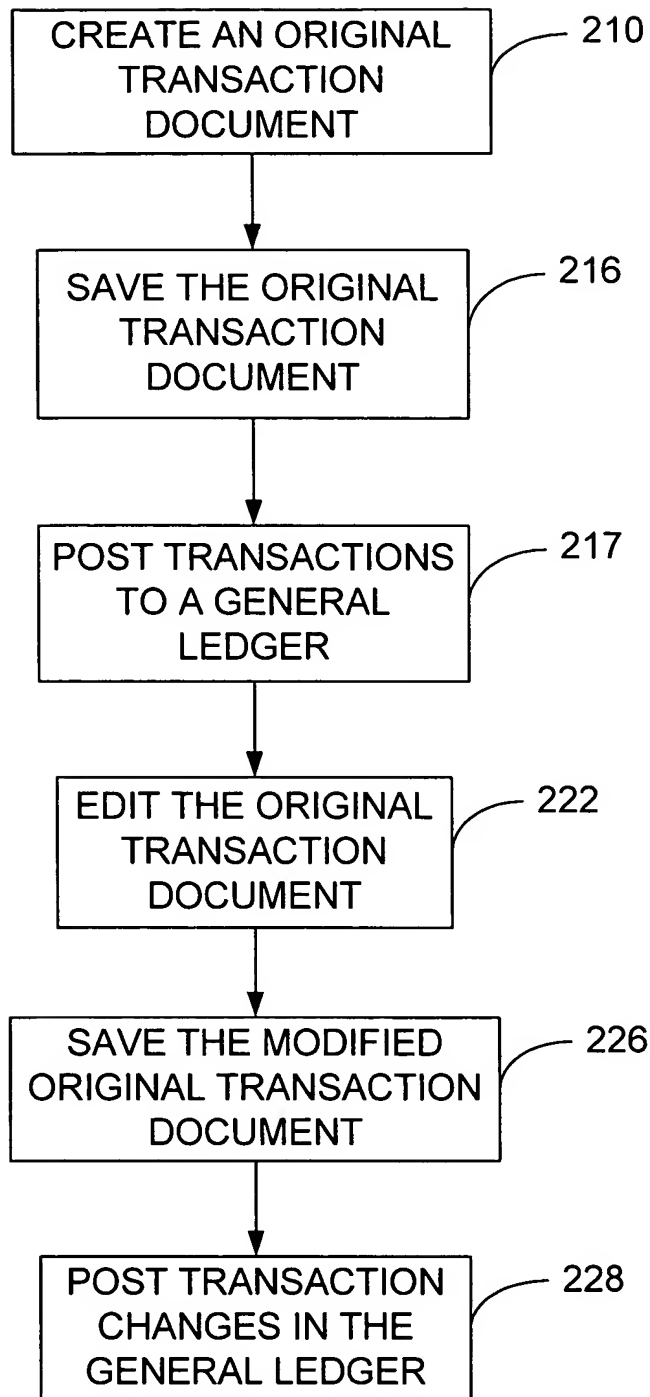 CREATE AN ORIGINAL
TRANSACTION
DOCUMENT
210
SAVE THE ORIGINAL
TRANSACTION
DOCUMENT
216
POST TRANSACTIONS
TO A GENERAL
LEDGER
217
EDIT THE ORIGINAL
TRANSACTION
DOCUMENT
222
SAVE THE MODIFIED
ORIGINAL TRANSACTION
DOCUMENT
226
POST TRANSACTION
CHANGES IN THE
GENERAL LEDGER
228